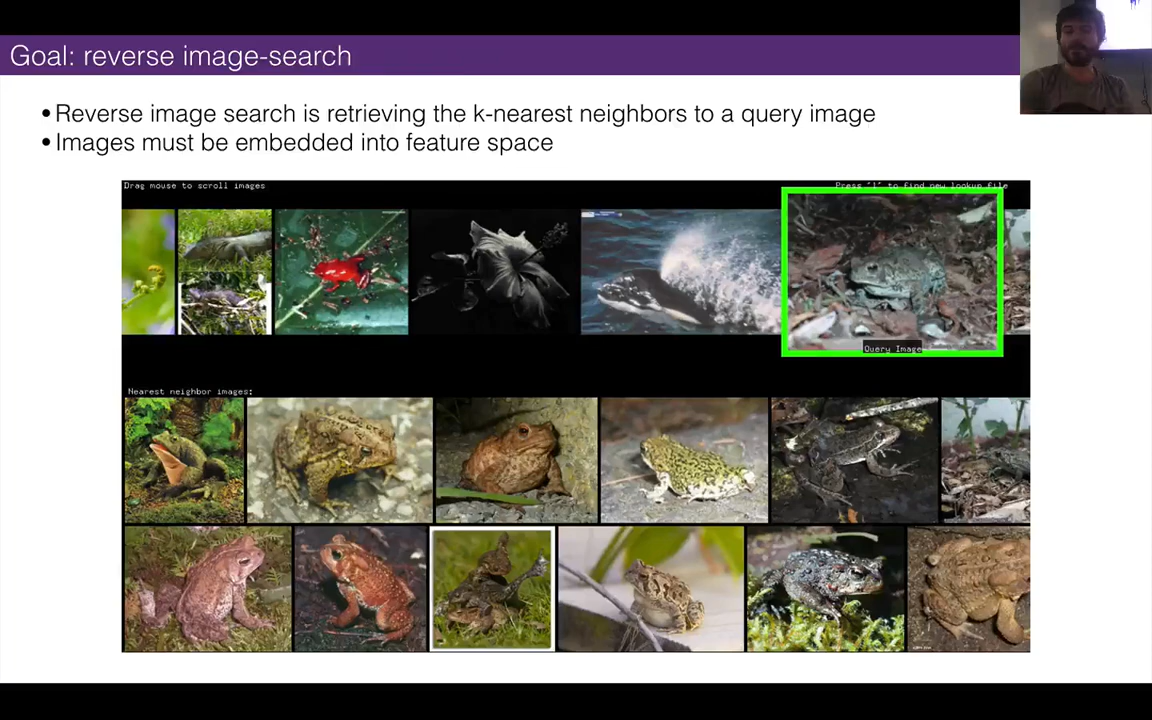 Goal: reverse image-search
•Reverse image search is retrieving the k-nearest neighbors to a query image
•Images must be embedded into feature space
Drag mouse to scroll images
Press 'l' to find new lookup file
Query Image
Nearest neighbor images: